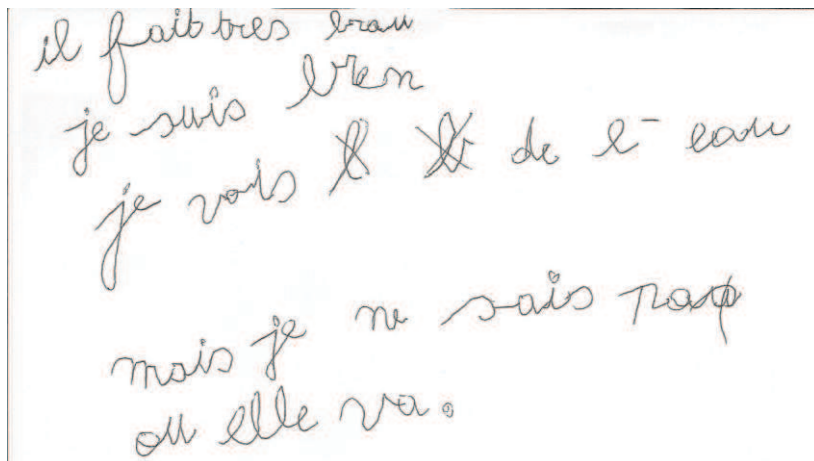 il fait tres beau
je suis bien
je vois de l'eau
mais je ne sais pas
ou elle va.